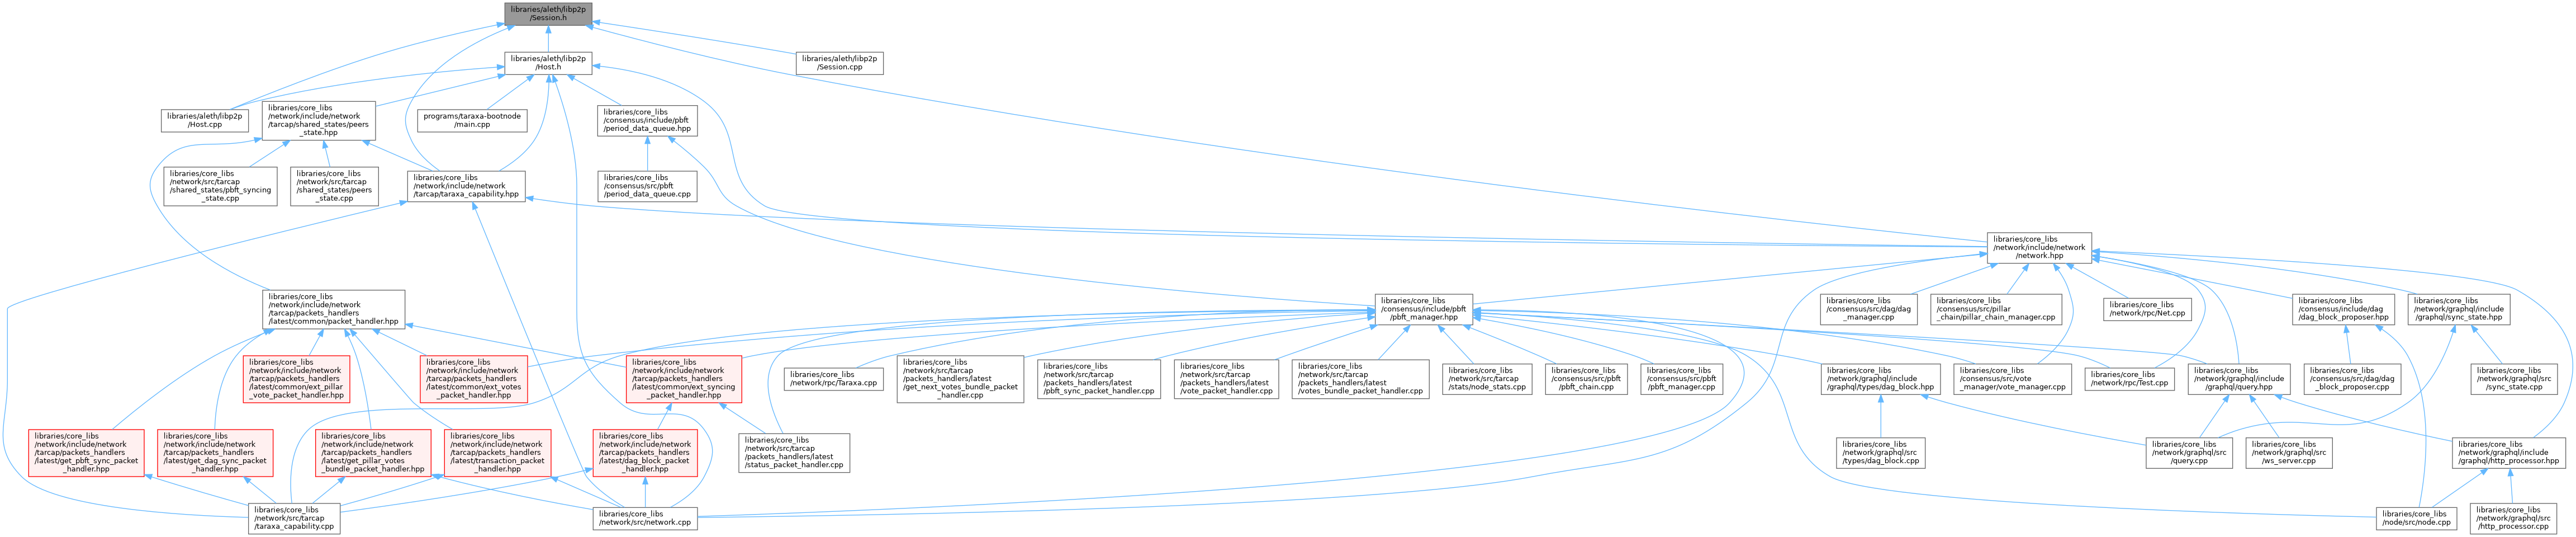 libraries/aleth/libp2p
/Session.h
libraries/aleth/libp2p
/Host.h
libraries/aleth/libp2p
/Session.cpp
libraries/aleth/libp2p
/Host.cpp
libraries/core_libs
/network/include/network
/tarcap/shared_states/peers
_state.hpp
programs/taraxa-bootnode
/main.cpp
libraries/core_libs
/consensus/include/pbft
/period_data_queue.hpp
libraries/core_libs
/network/src/tarcap
/shared_states/pbft_syncing
_state.cpp
libraries/core_libs
/network/src/tarcap
/shared_states/peers
_state.cpp
libraries/core_libs
/network/include/network
/tarcap/taraxa_capability.hpp
libraries/core_libs
/consensus/src/pbft
/period_data_queue.cpp
libraries/core_libs
/network/include/network
/network.hpp
libraries/core_libs
/network/include/network
/tarcap/packets_handlers
/latest/common/packet_handler.hpp
libraries/core_libs
/consensus/include/pbft
/pbft_manager.hpp
libraries/core_libs
/consensus/src/dag/dag
_manager.cpp
libraries/core_libs
/consensus/src/pillar
_chain/pillar_chain_manager.cpp
libraries/core_libs
/network/rpc/Net.cpp
libraries/core_libs
/consensus/include/dag
/dag_block_proposer.hpp
libraries/core_libs
/network/graphql/include
/graphql/sync_state.hpp
libraries/core_libs
/network/include/network
/tarcap/packets_handlers
/latest/common/ext_pillar
_vote_packet_handler.hpp
libraries/core_libs
/network/include/network
/tarcap/packets_handlers
/latest/common/ext_votes
_packet_handler.hpp
libraries/core_libs
/network/include/network
/tarcap/packets_handlers
/latest/common/ext_syncing
_packet_handler.hpp
libraries/core_libs
/network/rpc/Taraxa.cpp
libraries/core_libs
/network/src/tarcap
/packets_handlers/latest
/get_next_votes_bundle_packet
_handler.cpp
libraries/core_libs
/network/src/tarcap
/packets_handlers/latest
/pbft_sync_packet_handler.cpp
libraries/core_libs
/network/src/tarcap
/packets_handlers/latest
/vote_packet_handler.cpp
libraries/core_libs
/network/src/tarcap
/packets_handlers/latest
/votes_bundle_packet_handler.cpp
libraries/core_libs
/network/src/tarcap
/stats/node_stats.cpp
libraries/core_libs
/consensus/src/pbft
/pbft_chain.cpp
libraries/core_libs
/consensus/src/pbft
/pbft_manager.cpp
libraries/core_libs
/network/graphql/include
/graphql/types/dag_block.hpp
libraries/core_libs
/consensus/src/vote
_manager/vote_manager.cpp
libraries/core_libs
/network/rpc/Test.cpp
libraries/core_libs
/network/graphql/include
/graphql/query.hpp
libraries/core_libs
/consensus/src/dag/dag
_block_proposer.cpp
libraries/core_libs
/network/graphql/src
/sync_state.cpp
libraries/core_libs
/network/include/network
/tarcap/packets_handlers
/latest/get_pbft_sync_packet
_handler.hpp
libraries/core_libs
/network/include/network
/tarcap/packets_handlers
/latest/get_dag_sync_packet
_handler.hpp
libraries/core_libs
/network/include/network
/tarcap/packets_handlers
/latest/get_pillar_votes
_bundle_packet_handler.hpp
libraries/core_libs
/network/include/network
/tarcap/packets_handlers
/latest/transaction_packet
_handler.hpp
libraries/core_libs
/network/include/network
/tarcap/packets_handlers
/latest/dag_block_packet
_handler.hpp
libraries/core_libs
/network/src/tarcap
/packets_handlers/latest
/status_packet_handler.cpp
libraries/core_libs
/network/graphql/src
/types/dag_block.cpp
libraries/core_libs
/network/graphql/src
/query.cpp
libraries/core_libs
/network/graphql/src
/ws_server.cpp
libraries/core_libs
/network/graphql/include
/graphql/http_processor.hpp
libraries/core_libs
/network/src/tarcap
/taraxa_capability.cpp
libraries/core_libs
/network/src/network.cpp
libraries/core_libs
/node/src/node.cpp
libraries/core_libs
/network/graphql/src
/http_processor.cpp